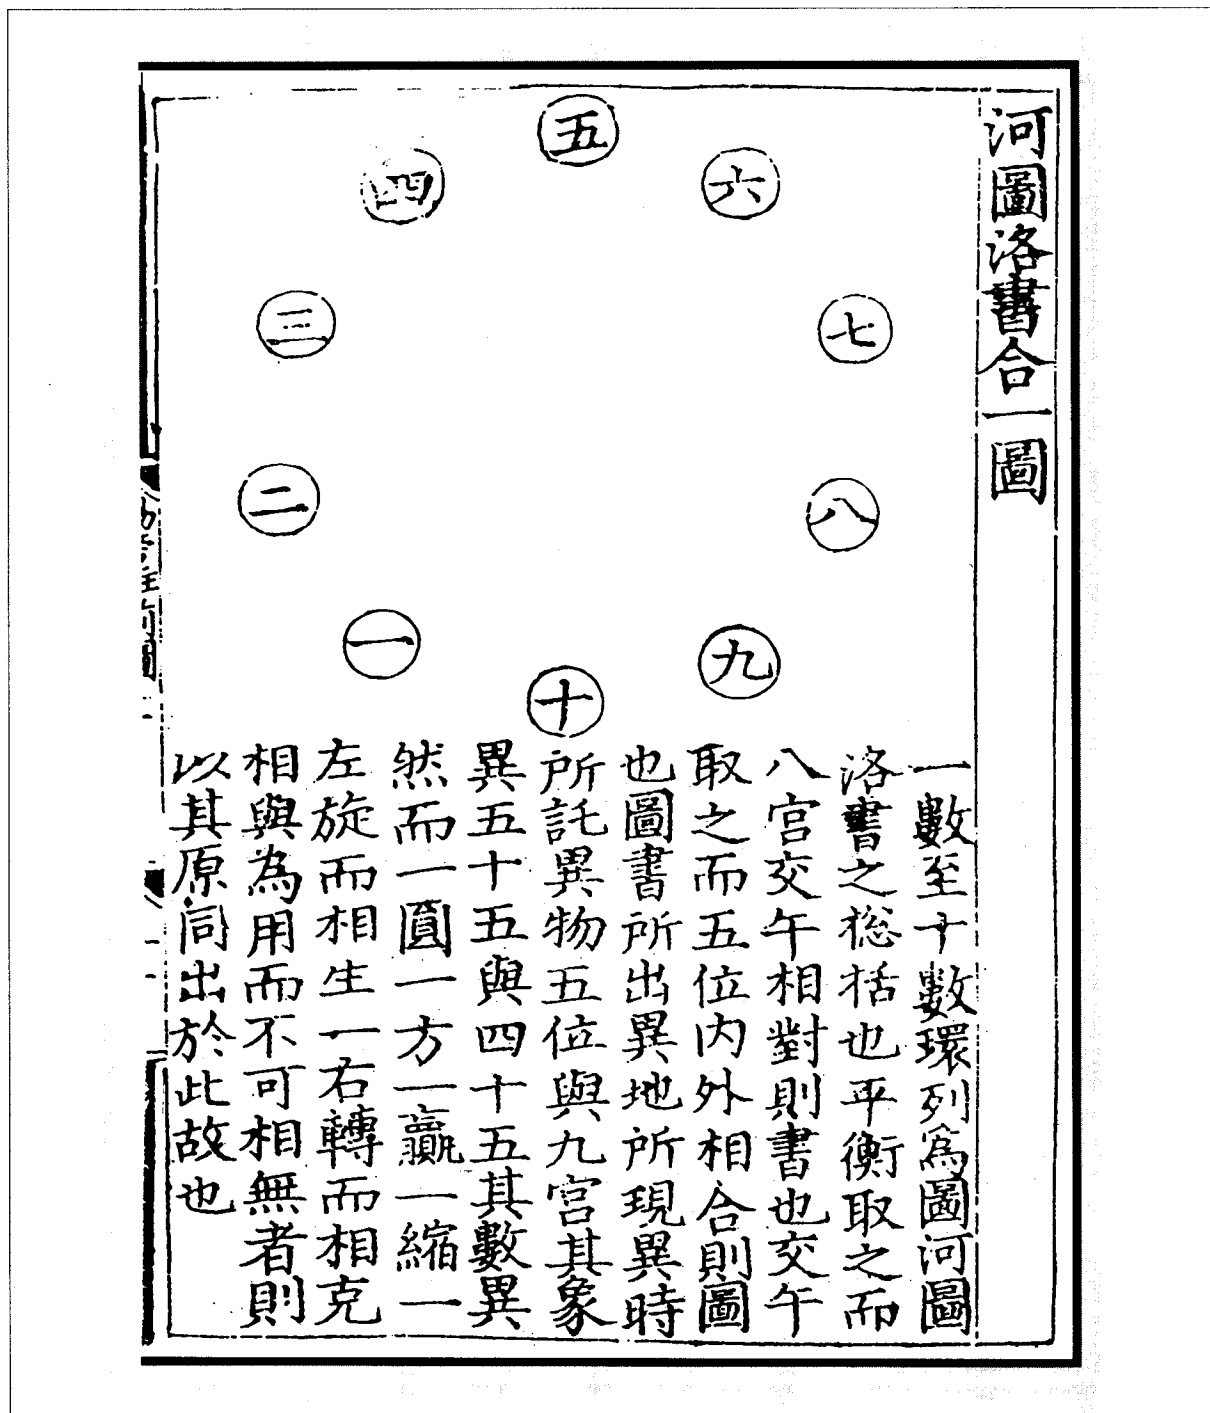 河圖洛書合一圖
五
四
六
三
七
二
八
一
九
十
一數至十數環列為圖河圖
洛書之捴括也平衡取之而
八宮交午相對則書也交午
取之而五位內外相合則圖
也圖書所出異地所現異時
所託異物五位與九宮其象
異五十五與四十五其數異
然而一圓一方一贏一縮一
左旋而相生一右轉而相克
相與為用而不可相無者則
以其原同出於此故也